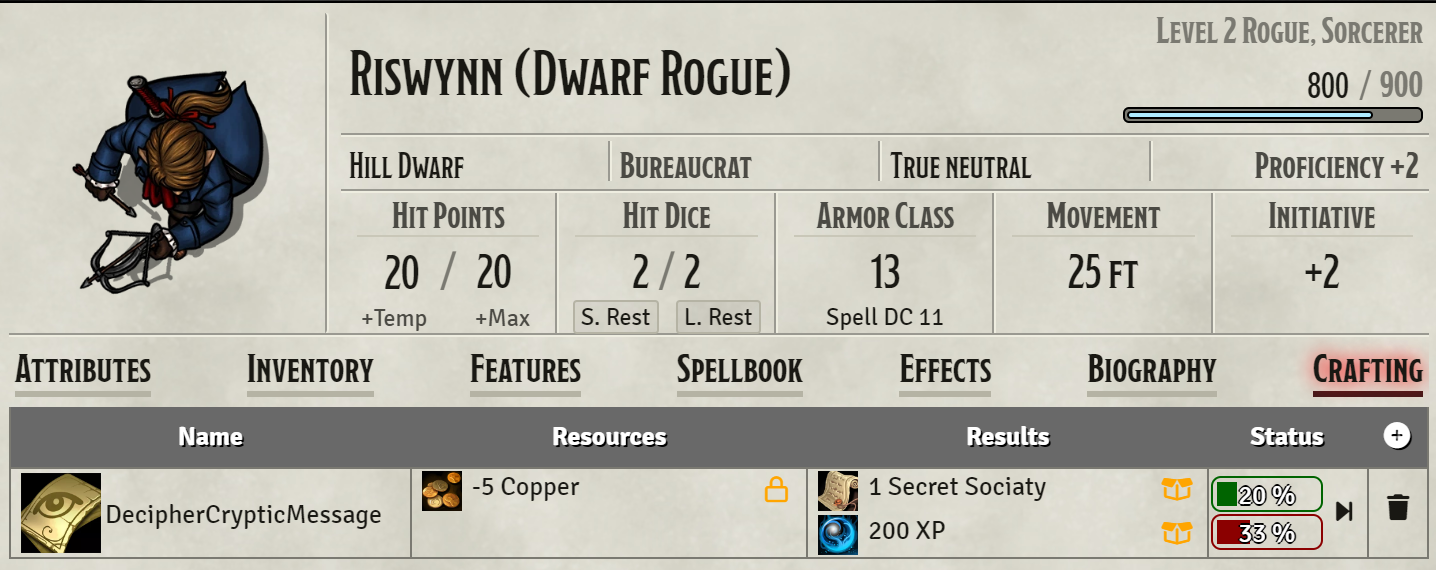 Level 2 Rogue, Sorcerer
Riswynn (Dwarf Rogue)
800 / 900
Hill Dwarf Bureaucrat True neutral Proficiency +2
Hit Points Hit Dice Armor Class Movement Initiative
20 / 20 2 / 2 13 25 ft +2
+Temp +Max S. Rest L. Rest Spell DC 11
Attributes Inventory Features Spellbook Effects Biography Crafting
Name Resources Results Status
DecipherCrypticMessage -5 Copper 1 Secret Sociaty 20 %
200 XP 33 %